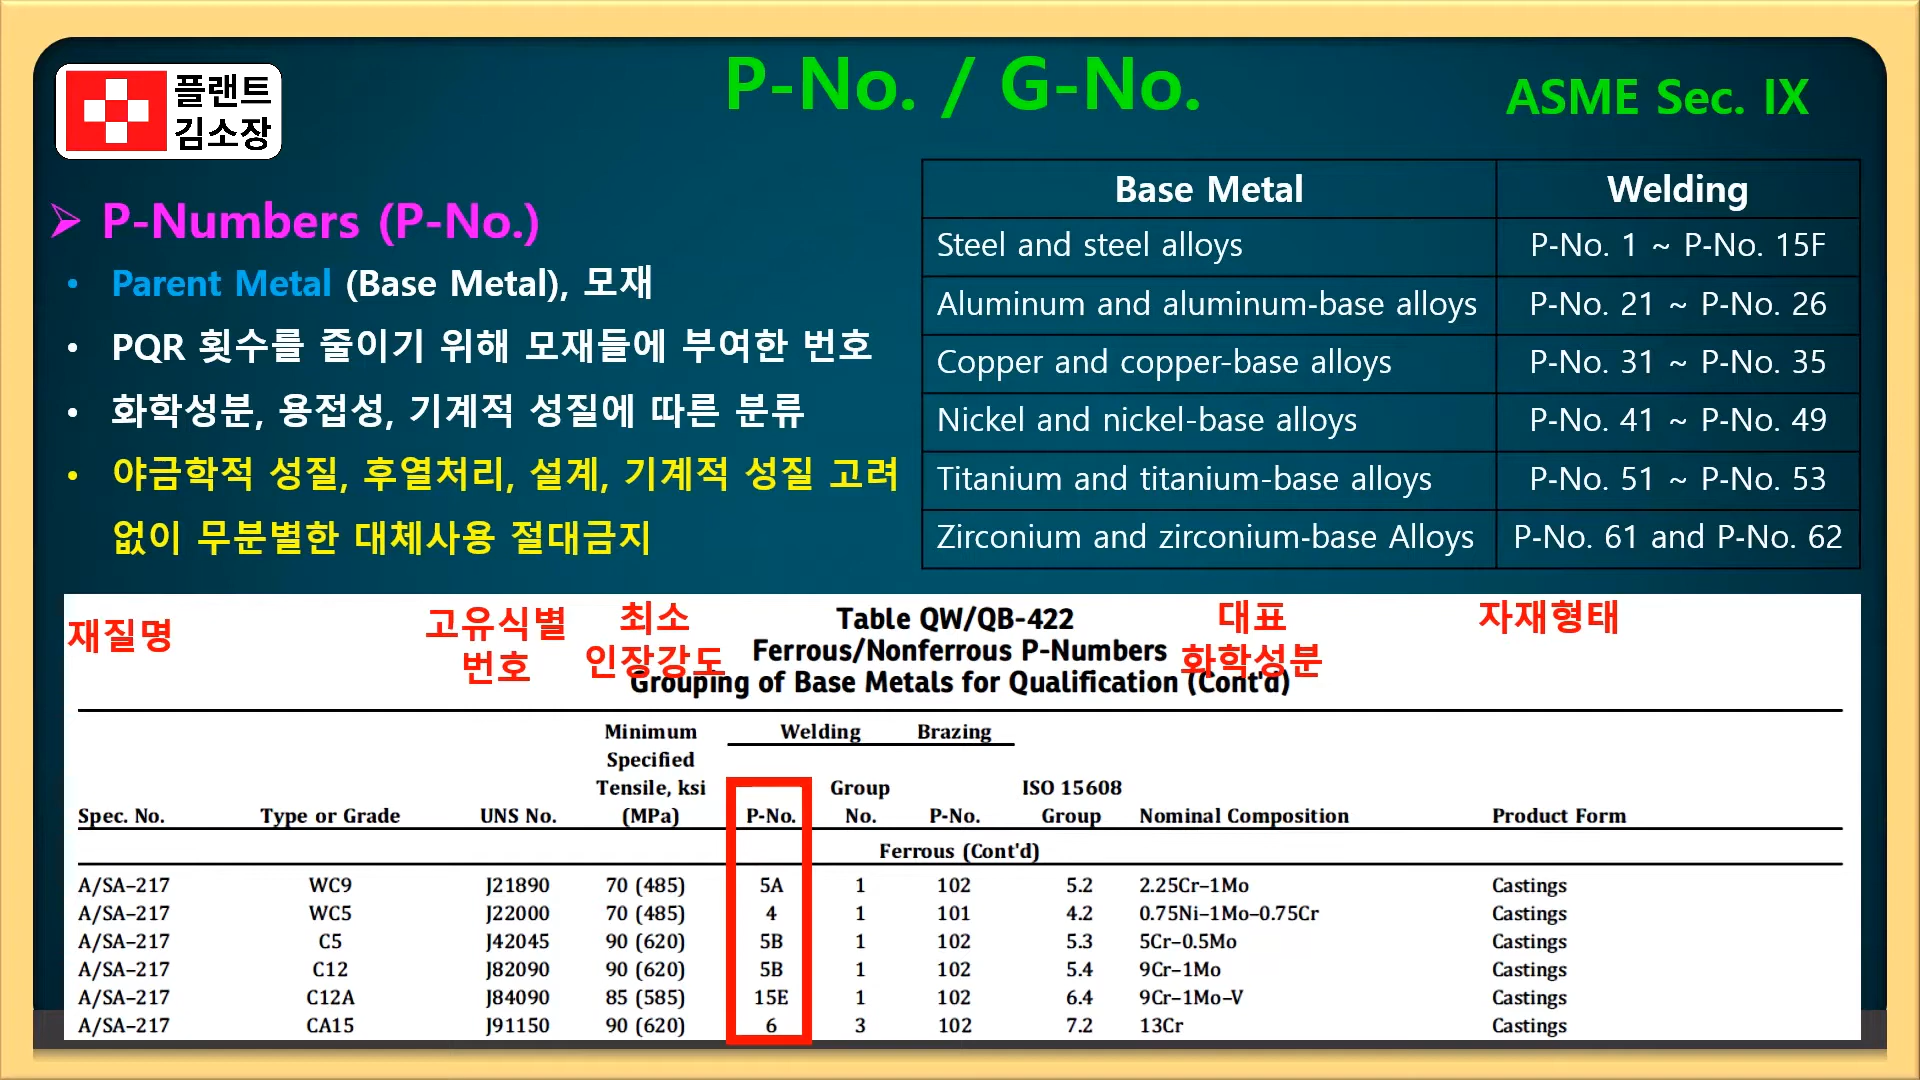 플랜트
김소장
P-No. / G-No.
ASME Sec. IX
➢ P-Numbers (P-No.)
• Parent Metal (Base Metal), 모재
• PQR 횟수를 줄이기 위해 모재들에 부여한 번호
• 화학성분, 용접성, 기계적 성질에 따른 분류
• 야금학적 성질, 후열처리, 설계, 기계적 성질 고려
없이 무분별한 대체사용 절대금지
Base Metal Welding
Steel and steel alloys P-No. 1 ~ P-No. 15F
Aluminum and aluminum-base alloys P-No. 21 ~ P-No. 26
Copper and copper-base alloys P-No. 31 ~ P-No. 35
Nickel and nickel-base alloys P-No. 41 ~ P-No. 49
Titanium and titanium-base alloys P-No. 51 ~ P-No. 53
Zirconium and zirconium-base Alloys P-No. 61 and P-No. 62
재질명
고유식별
번호
최소
인장강도
대표
화학성분
자재형태
Table QW/QB-422
Ferrous/Nonferrous P-Numbers
Grouping of Base Metals for Qualification (Cont'd)
Minimum Welding Brazing
Specified
Tensile, ksi Group ISO 15608
Spec. No. Type or Grade UNS No. (MPa) P-No. No. P-No. Group Nominal Composition Product Form
Ferrous (Cont'd)
A/SA–217 WC9 J21890 70 (485) 5A 1 102 5.2 2.25Cr–1Mo Castings
A/SA–217 WC5 J22000 70 (485) 4 1 101 4.2 0.75Ni–1Mo–0.75Cr Castings
A/SA–217 C5 J42045 90 (620) 5B 1 102 5.3 5Cr–0.5Mo Castings
A/SA–217 C12 J82090 90 (620) 5B 1 102 5.4 9Cr–1Mo Castings
A/SA–217 C12A J84090 85 (585) 15E 1 102 6.4 9Cr–1Mo–V Castings
A/SA–217 CA15 J91150 90 (620) 6 3 102 7.2 13Cr Castings